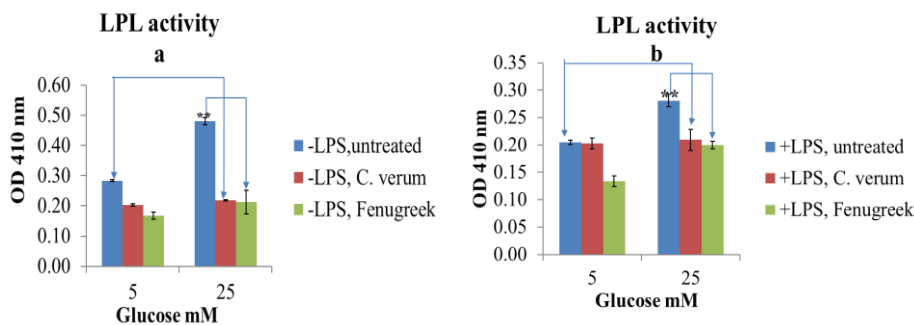 LPL activity
a
0.60
0.50
0.40
0.30
0.20
0.10
0.00
OD 410 nm
**
5
25
Glucose mM
-LPS,untreated
-LPS, C. verum
-LPS, Fenugreek
LPL activity
b
0.35
0.30
0.25
0.20
0.15
0.10
0.05
0.00
OD 410 nm
**
5
25
Glucose mM
+LPS, untreated
+LPS, C. verum
+LPS, Fenugreek